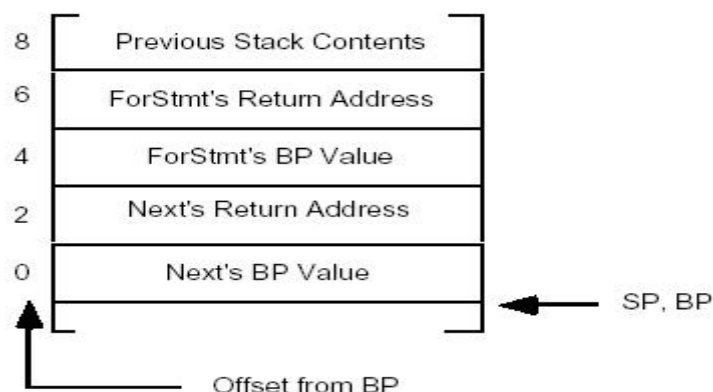 8 Previous Stack Contents
6 ForStmt's Return Address
4 ForStmt's BP Value
2 Next's Return Address
0 Next's BP Value
SP, BP
Offset from BP